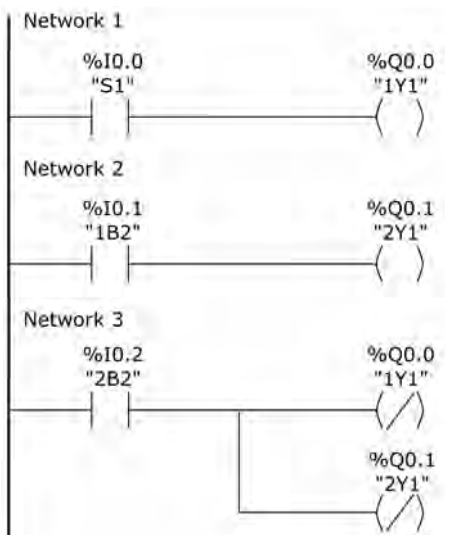 Network 1
%I0.0 %Q0.0
"S1" "1Y1"
Network 2
%I0.1 %Q0.1
"1B2" "2Y1"
Network 3
%I0.2 %Q0.0
"2B2" "1Y1"
%Q0.1
"2Y1"